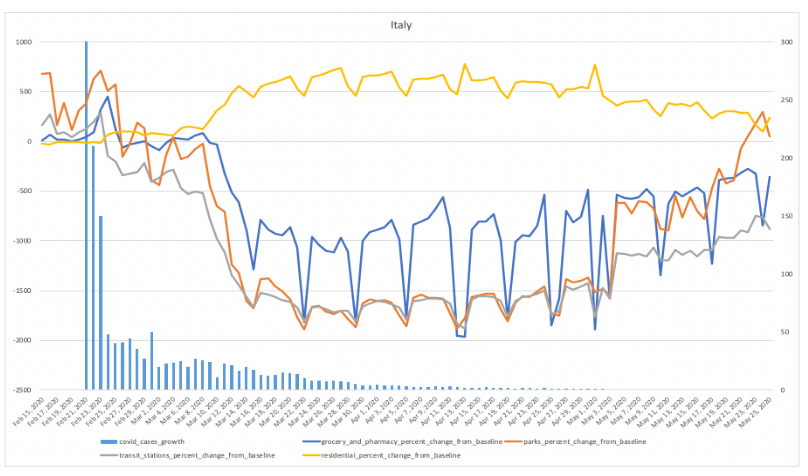 Italy
1000
500
0
-500
-1000
-1500
-2000
-2500
300
250
200
150
100
50
0
Feb 15, 2020
Feb 17, 2020
Feb 19, 2020
Feb 21, 2020
Feb 23, 2020
Feb 25, 2020
Feb 27, 2020
Feb 29, 2020
Mar 2, 2020
Mar 4, 2020
Mar 6, 2020
Mar 8, 2020
Mar 10, 2020
Mar 12, 2020
Mar 14, 2020
Mar 16, 2020
Mar 18, 2020
Mar 20, 2020
Mar 22, 2020
Mar 24, 2020
Mar 26, 2020
Mar 28, 2020
Mar 30, 2020
Apr 1, 2020
Apr 3, 2020
Apr 5, 2020
Apr 7, 2020
Apr 9, 2020
Apr 11, 2020
Apr 13, 2020
Apr 15, 2020
Apr 17, 2020
Apr 19, 2020
Apr 21, 2020
Apr 23, 2020
Apr 25, 2020
Apr 27, 2020
Apr 29, 2020
May 1, 2020
May 3, 2020
May 5, 2020
May 7, 2020
May 9, 2020
May 11, 2020
May 13, 2020
May 15, 2020
May 17, 2020
May 19, 2020
May 21, 2020
May 23, 2020
May 25, 2020
covid_cases_growth
grocery_and_pharmacy_percent_change_from_baseline
parks_percent_change_from_baseline
transit_stations_percent_change_from_baseline
residential_percent_change_from_baseline